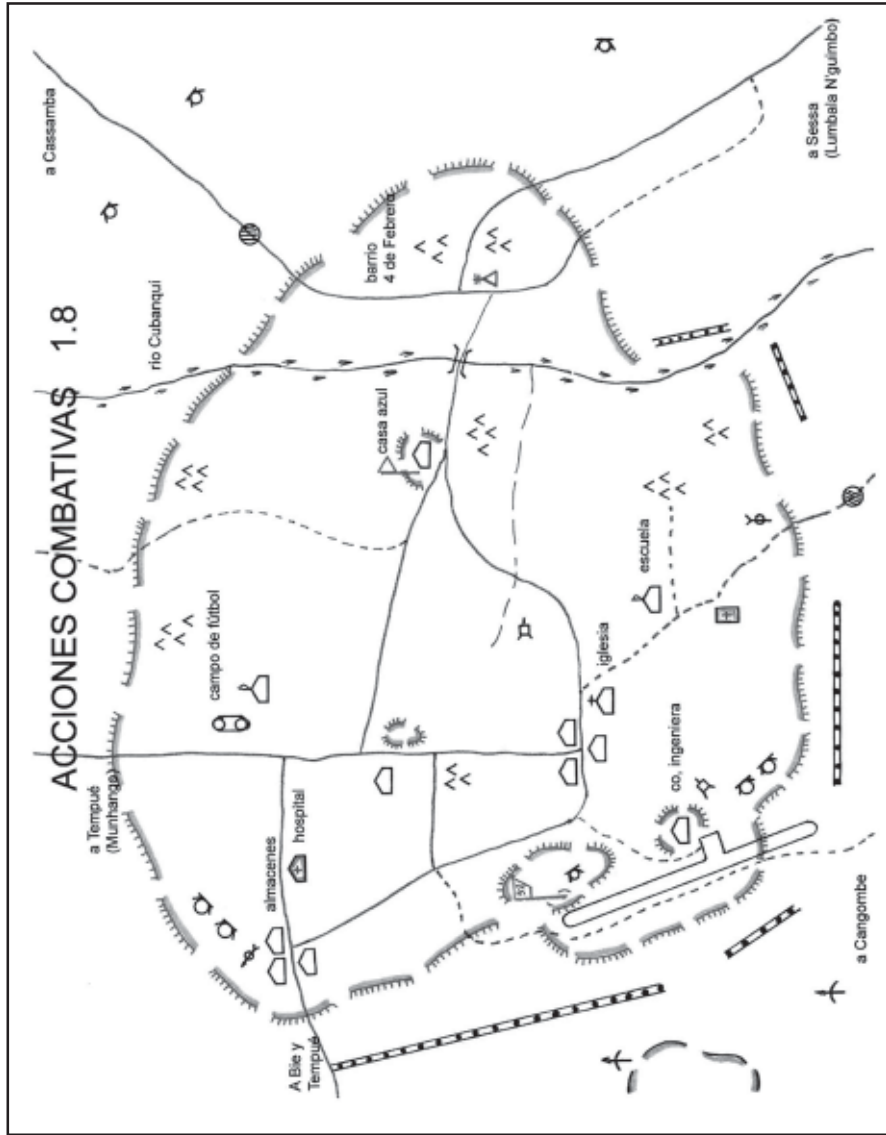 a Cassamba
ACCIONES COMBATIVAS 1.8
a Tempué
(Munhango)
rio Cubanqui
campo de fútbol
almacenes
A Bie y
Tempué
hospital
barrio
4 de Febrero
casa azul
iglesia
escuela
co, ingeniera
a Sessa
(Lumbala N'guimbo)
a Cangombe